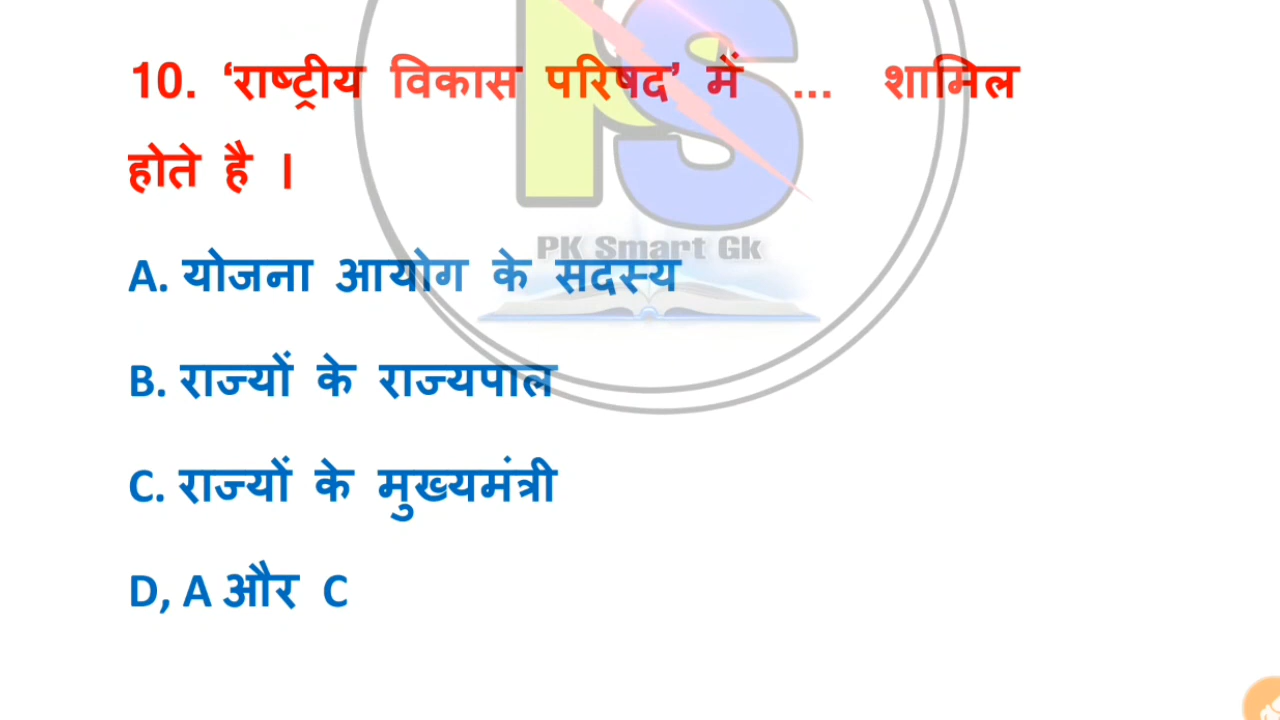 10. ‘राष्ट्रीय विकास परिषद’ में ... शामिल
होते है ।
PK Smart Gk
A. योजना आयोग के सदस्य
B. राज्यों के राज्यपाल
C. राज्यों के मुख्यमंत्री
D, A और C